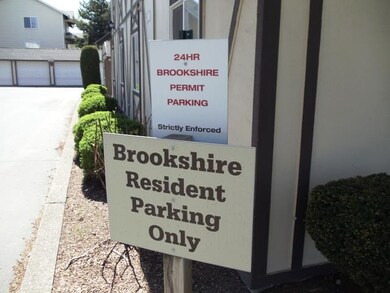 24HR
BROOKSHIRE
PERMIT
PARKING
Strictly Enforced
Brookshire
Resident
Parking
Only